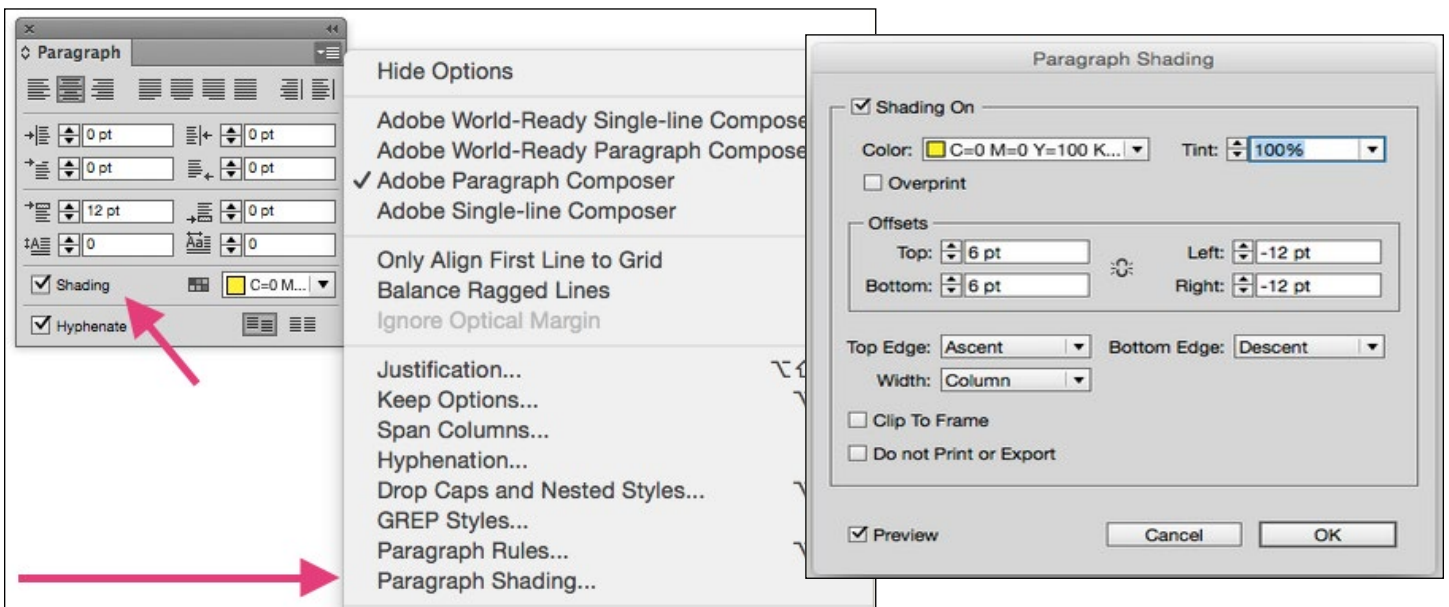 Paragraph
0 pt
0 pt
0 pt
0 pt
12 pt
0 pt
0
0
Shading
C=0 M...
Hyphenate
Hide Options
Adobe World-Ready Single-line Compose
Adobe World-Ready Paragraph Compose
✓ Adobe Paragraph Composer
Adobe Single-line Composer
Only Align First Line to Grid
Balance Ragged Lines
Ignore Optical Margin
Justification...
Keep Options...
Span Columns...
Hyphenation...
Drop Caps and Nested Styles...
GREP Styles...
Paragraph Rules...
Paragraph Shading...
Paragraph Shading
Shading On
Color: C=0 M=0 Y=100 K... Tint: 100%
Overprint
Offsets
Top: 6 pt Left: -12 pt
Bottom: 6 pt Right: -12 pt
Top Edge: Ascent Bottom Edge: Descent
Width: Column
Clip To Frame
Do not Print or Export
Preview Cancel OK